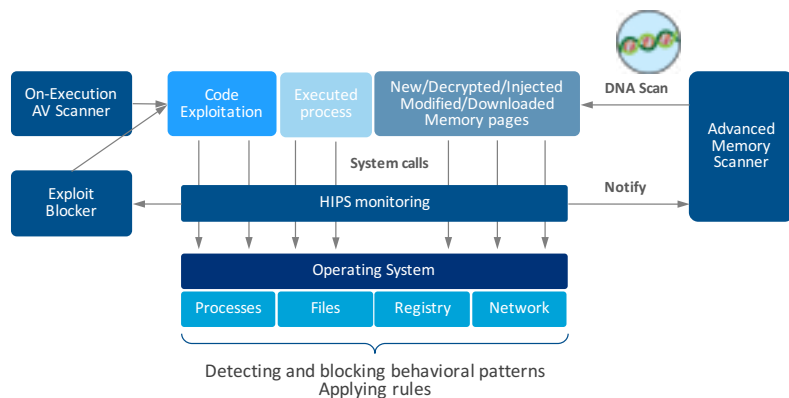 DNA Scan
On-Execution
AV Scanner
Code
Exploitation
Executed
process
New/Decrypted/Injected
Modified/Downloaded
Memory pages
Advanced
Memory
Scanner
System calls
Exploit
Blocker
HIPS monitoring
Notify
Operating System
Processes
Files
Registry
Network
Detecting and blocking behavioral patterns
Applying rules